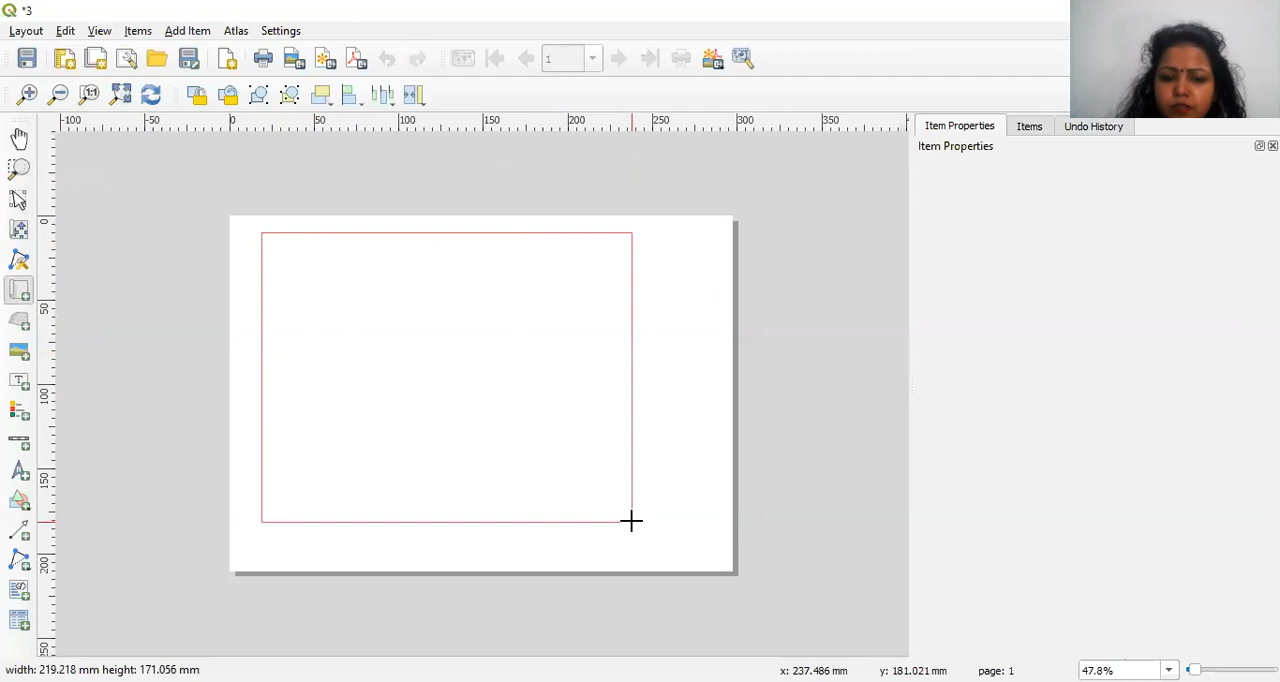 *3
Layout Edit View Items Add Item Atlas Settings
1
-100 -50 0 50 100 150 200 250 300 350
0
50
100
150
200
250
Item Properties Items Undo History
Item Properties
width: 219.218 mm height: 171.056 mm x: 237.486 mm y: 181.021 mm page: 1 47.8%